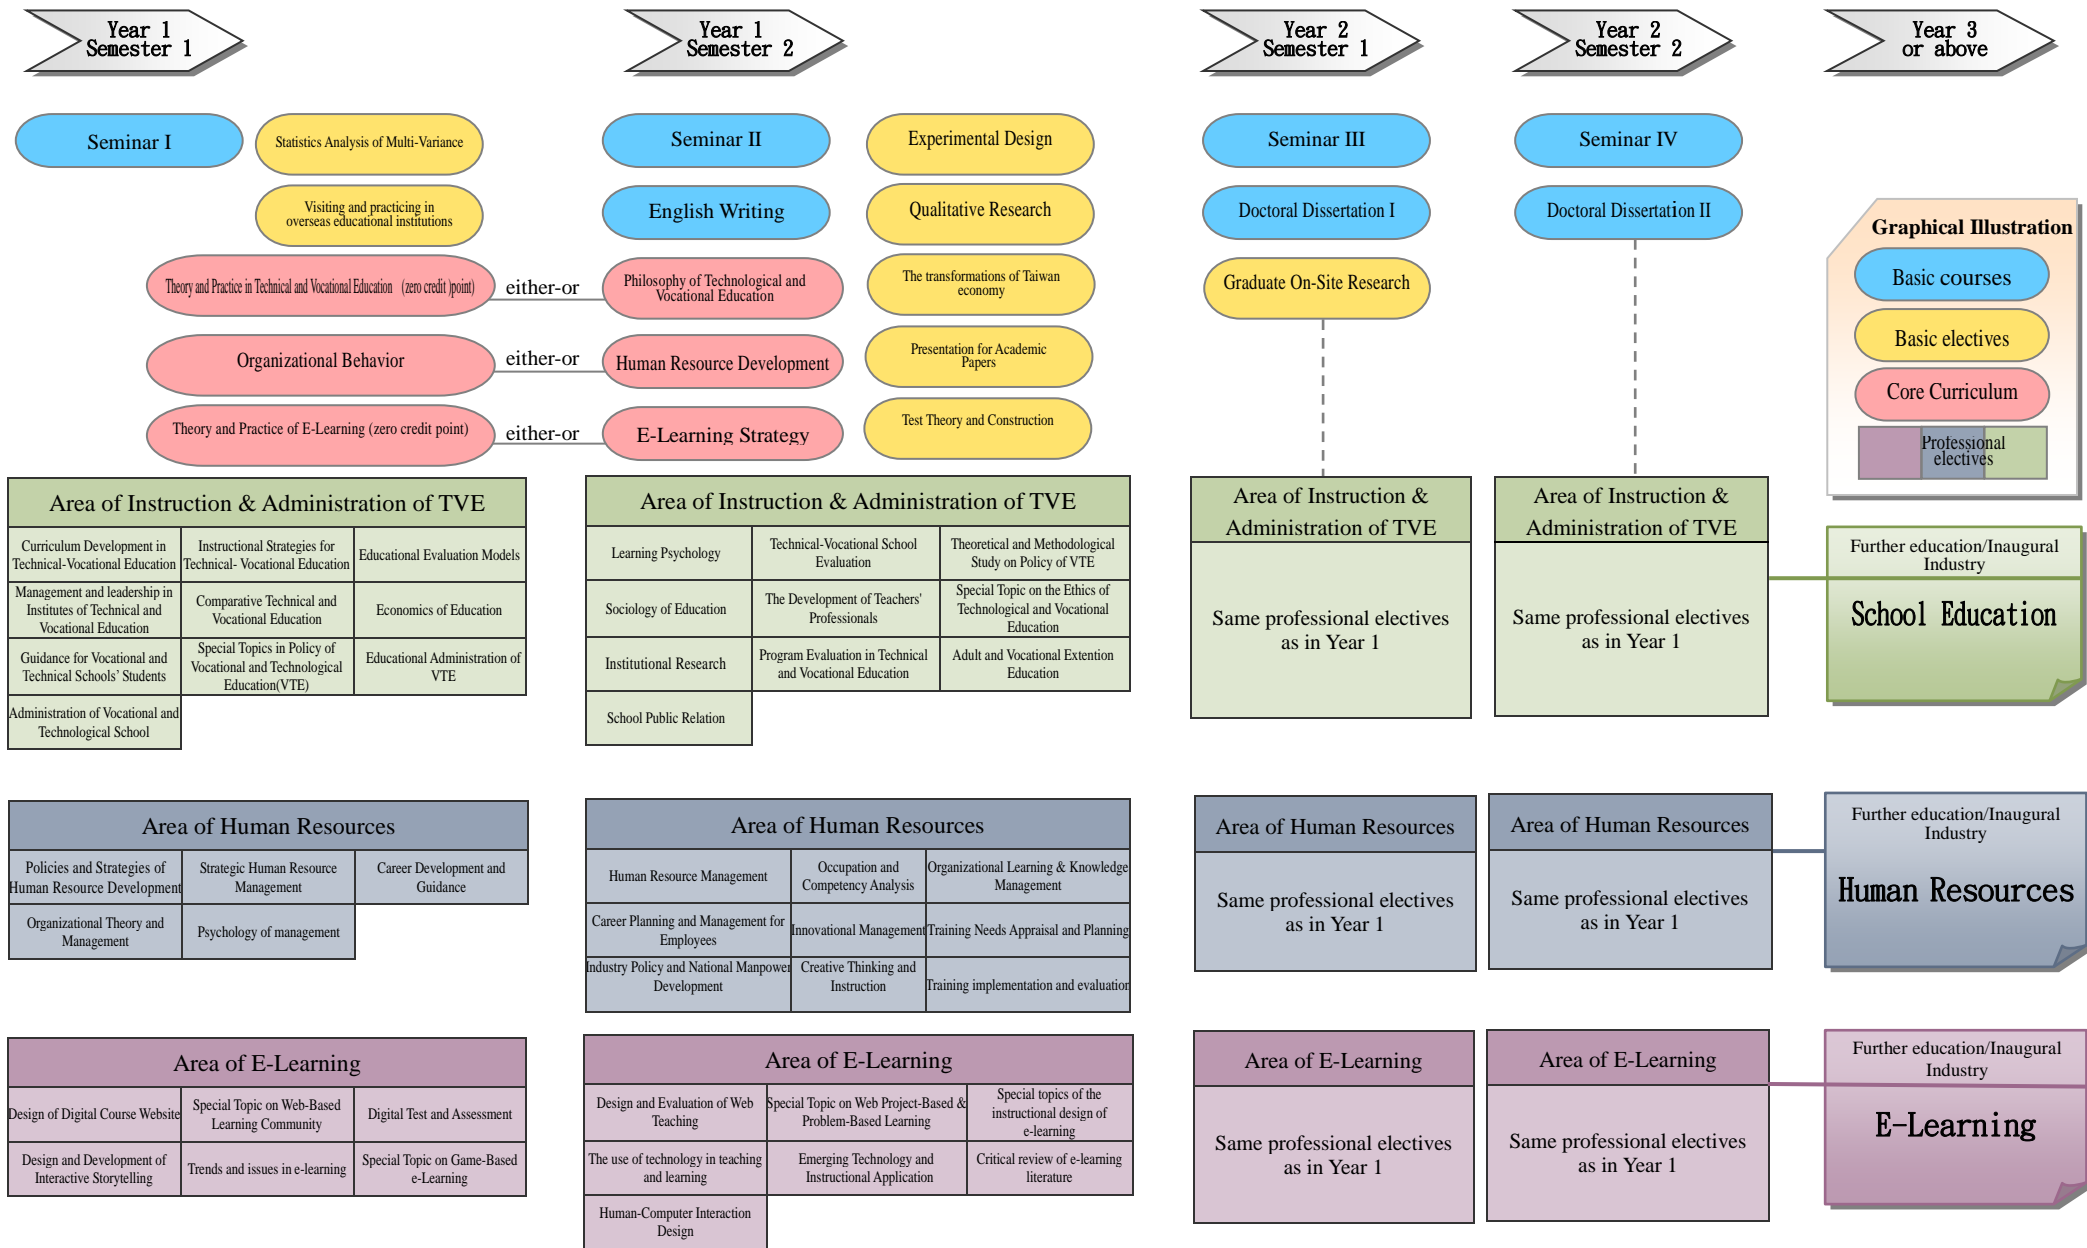 Year 1
Semester 1
Year 1
Semester 2
Year 2
Semester 1
Year 2
Semester 2
Year 3
or above
Seminar I
Statistics Analysis of Multi-Variance
Visiting and practicing in
overseas educational institutions
Seminar II
English Writing
Experimental Design
Qualitative Research
Seminar III
Doctoral Dissertation I
Graduate On-Site Research
Seminar IV
Doctoral Dissertation II
Theory and Practice in Technical and Vocational Education (zero credit )point)
either-or
Philosophy of Technological and
Vocational Education
The transformations of Taiwan
economy
Organizational Behavior
either-or
Human Resource Development
Presentation for Academic
Papers
Theory and Practice of E-Learning (zero credit point)
either-or
E-Learning Strategy
Test Theory and Construction
Graphical Illustration
Basic courses
Basic electives
Core Curriculum
Professional
electives
Area of Instruction & Administration of TVE
Curriculum Development in
Technical-Vocational Education
Instructional Strategies for
Technical- Vocational Education
Educational Evaluation Models
Management and leadership in
Institutes of Technical and
Vocational Education
Comparative Technical and
Vocational Education
Economics of Education
Guidance for Vocational and
Technical Schools' Students
Special Topics in Policy of
Vocational and Technological
Education(VTE)
Educational Administration of
VTE
Administration of Vocational and
Technological School
Area of Instruction & Administration of TVE
Learning Psychology
Technical-Vocational School
Evaluation
Theoretical and Methodological
Study on Policy of VTE
Sociology of Education
The Development of Teachers'
Professionals
Special Topic on the Ethics of
Technological and Vocational
Education
Institutional Research
Program Evaluation in Technical
and Vocational Education
Adult and Vocational Extention
Education
School Public Relation
Area of Instruction &
Administration of TVE
Same professional electives
as in Year 1
Area of Instruction &
Administration of TVE
Same professional electives
as in Year 1
Further education/Inaugural
Industry
School Education
Area of Human Resources
Policies and Strategies of
Human Resource Development
Strategic Human Resource
Management
Career Development and
Guidance
Organizational Theory and
Management
Psychology of management
Area of Human Resources
Human Resource Management
Occupation and
Competency Analysis
Organizational Learning & Knowledge
Management
Career Planning and Management for
Employees
Innovational Management
Training Needs Appraisal and Planning
Industry Policy and National Manpower
Development
Creative Thinking and
Instruction
Training implementation and evaluation
Area of Human Resources
Same professional electives
as in Year 1
Area of Human Resources
Same professional electives
as in Year 1
Further education/Inaugural
Industry
Human Resources
Area of E-Learning
Design of Digital Course Website
Special Topic on Web-Based
Learning Community
Digital Test and Assessment
Design and Development of
Interactive Storytelling
Trends and issues in e-learning
Special Topic on Game-Based
e-Learning
Area of E-Learning
Design and Evaluation of Web
Teaching
Special Topic on Web Project-Based &
Problem-Based Learning
Special topics of the
instructional design of
e-learning
The use of technology in teaching
and learning
Emerging Technology and
Instructional Application
Critical review of e-learning
literature
Human-Computer Interaction
Design
Area of E-Learning
Same professional electives
as in Year 1
Area of E-Learning
Same professional electives
as in Year 1
Further education/Inaugural
Industry
E-Learning